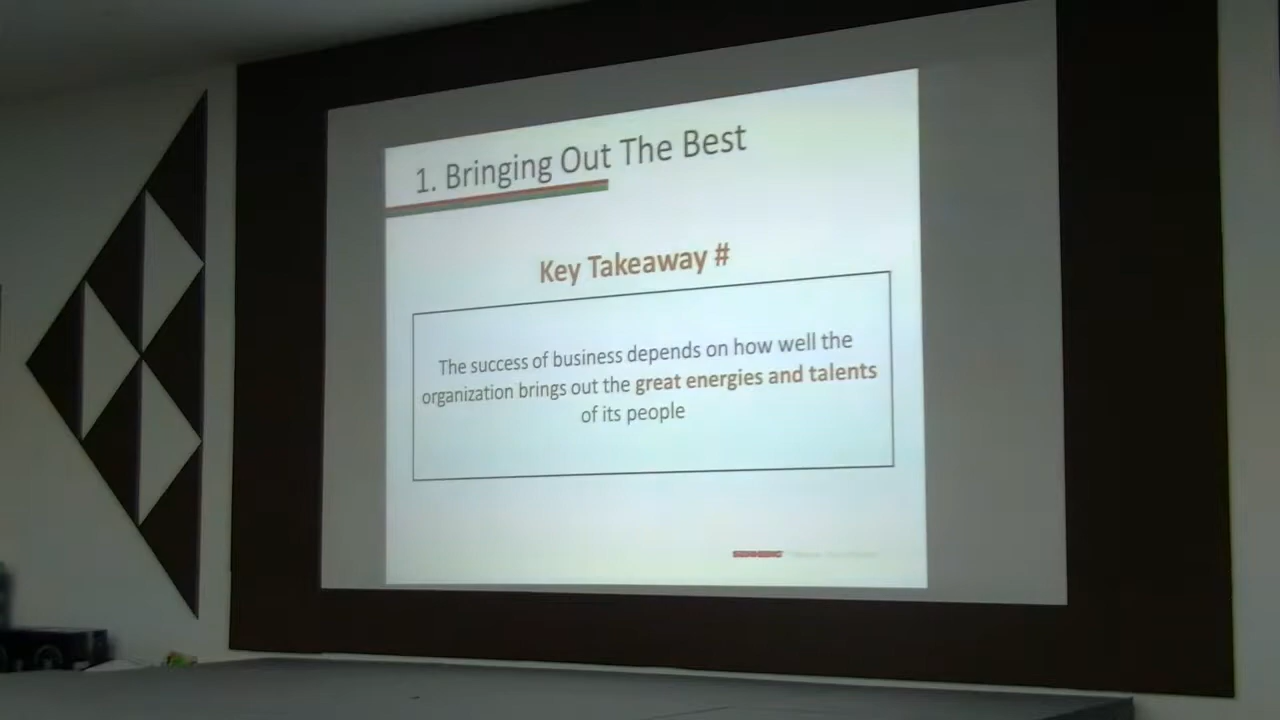 1. Bringing Out The Best
Key Takeaway #
The success of business depends on how well the
organization brings out the great energies and talents
of its people